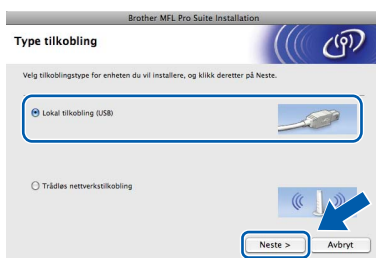 Brother MFL Pro Suite Installation
Type tilkobling
Velg tilkoblingstype for enheten du vil installere, og klikk deretter på Neste.
Lokal tilkobling (USB)
Trådløs nettverkstilkobling
Neste > Avbryt